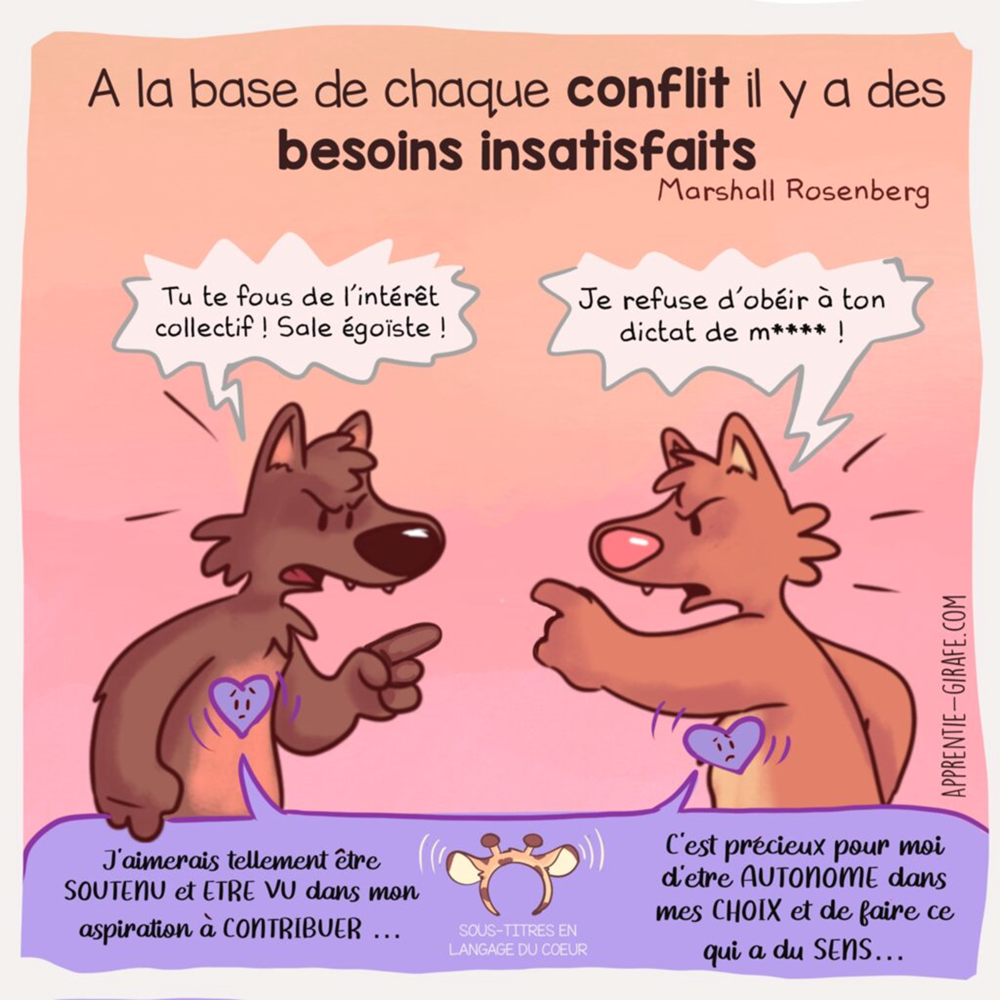 A la base de chaque conflit il y a des
besoins insatisfaits
Marshall Rosenberg
Tu te fous de l'intérêt
collectif ! Sale égoïste !
Je refuse d'obéir à ton
dictat de m**** !
APPRENTIE-GIRAFE.COM
J'aimerais tellement être
SOUTENU et ETRE VU dans mon
aspiration à CONTRIBUER ...
SOUS-TITRES EN
LANGAGE DU COEUR
C'est précieux pour moi
d'etre AUTONOME dans
mes CHOIX et de faire ce
qui a du SENS...